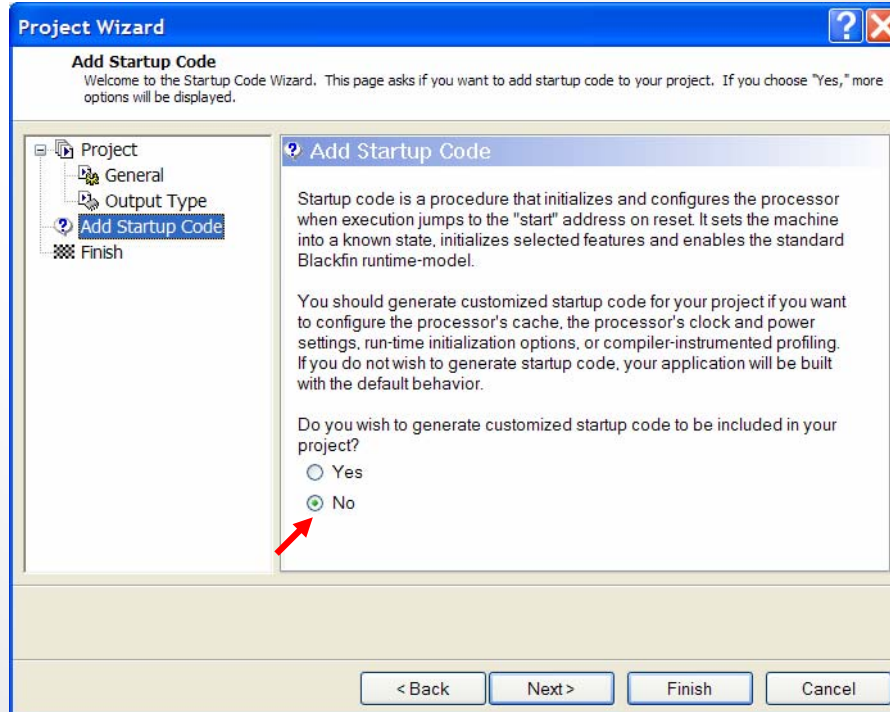 Project Wizard
Add Startup Code
Welcome to the Startup Code Wizard. This page asks if you want to add startup code to your project. If you choose "Yes," more
options will be displayed.
Project
General
Output Type
Add Startup Code
Finish
Add Startup Code
Startup code is a procedure that initializes and configures the processor
when execution jumps to the "start" address on reset. It sets the machine
into a known state, initializes selected features and enables the standard
Blackfin runtime-model.
You should generate customized startup code for your project if you want
to configure the processor's cache, the processor's clock and power
settings, run-time initialization options, or compiler-instrumented profiling.
If you do not wish to generate startup code, your application will be built
with the default behavior.
Do you wish to generate customized startup code to be included in your
project?
Yes
No
< Back
Next >
Finish
Cancel